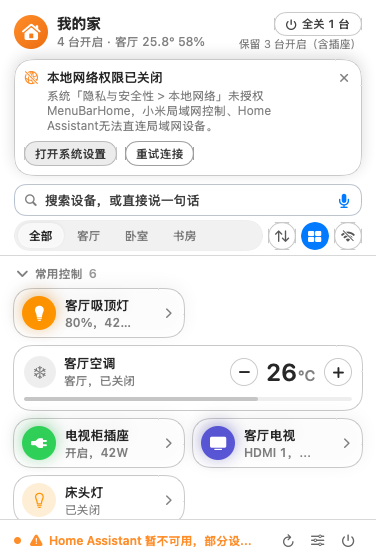 我的家
全关 1 台
4 台开启 · 客厅 25.8° 58%
保留 3 台开启（含插座）
本地网络权限已关闭
系统「隐私与安全性 > 本地网络」未授权
MenuBarHome，小米局域网控制、Home
Assistant无法直连局域网设备。
打开系统设置
重试连接
搜索设备，或直接说一句话
全部 客厅 卧室 书房
常用控制 6
客厅吸顶灯
80%，42...
客厅空调
客厅，已关闭
26°C
电视柜插座
开启，42W
客厅电视
HDMI 1，...
床头灯
已关闭
Home Assistant 暂不可用，部分设...